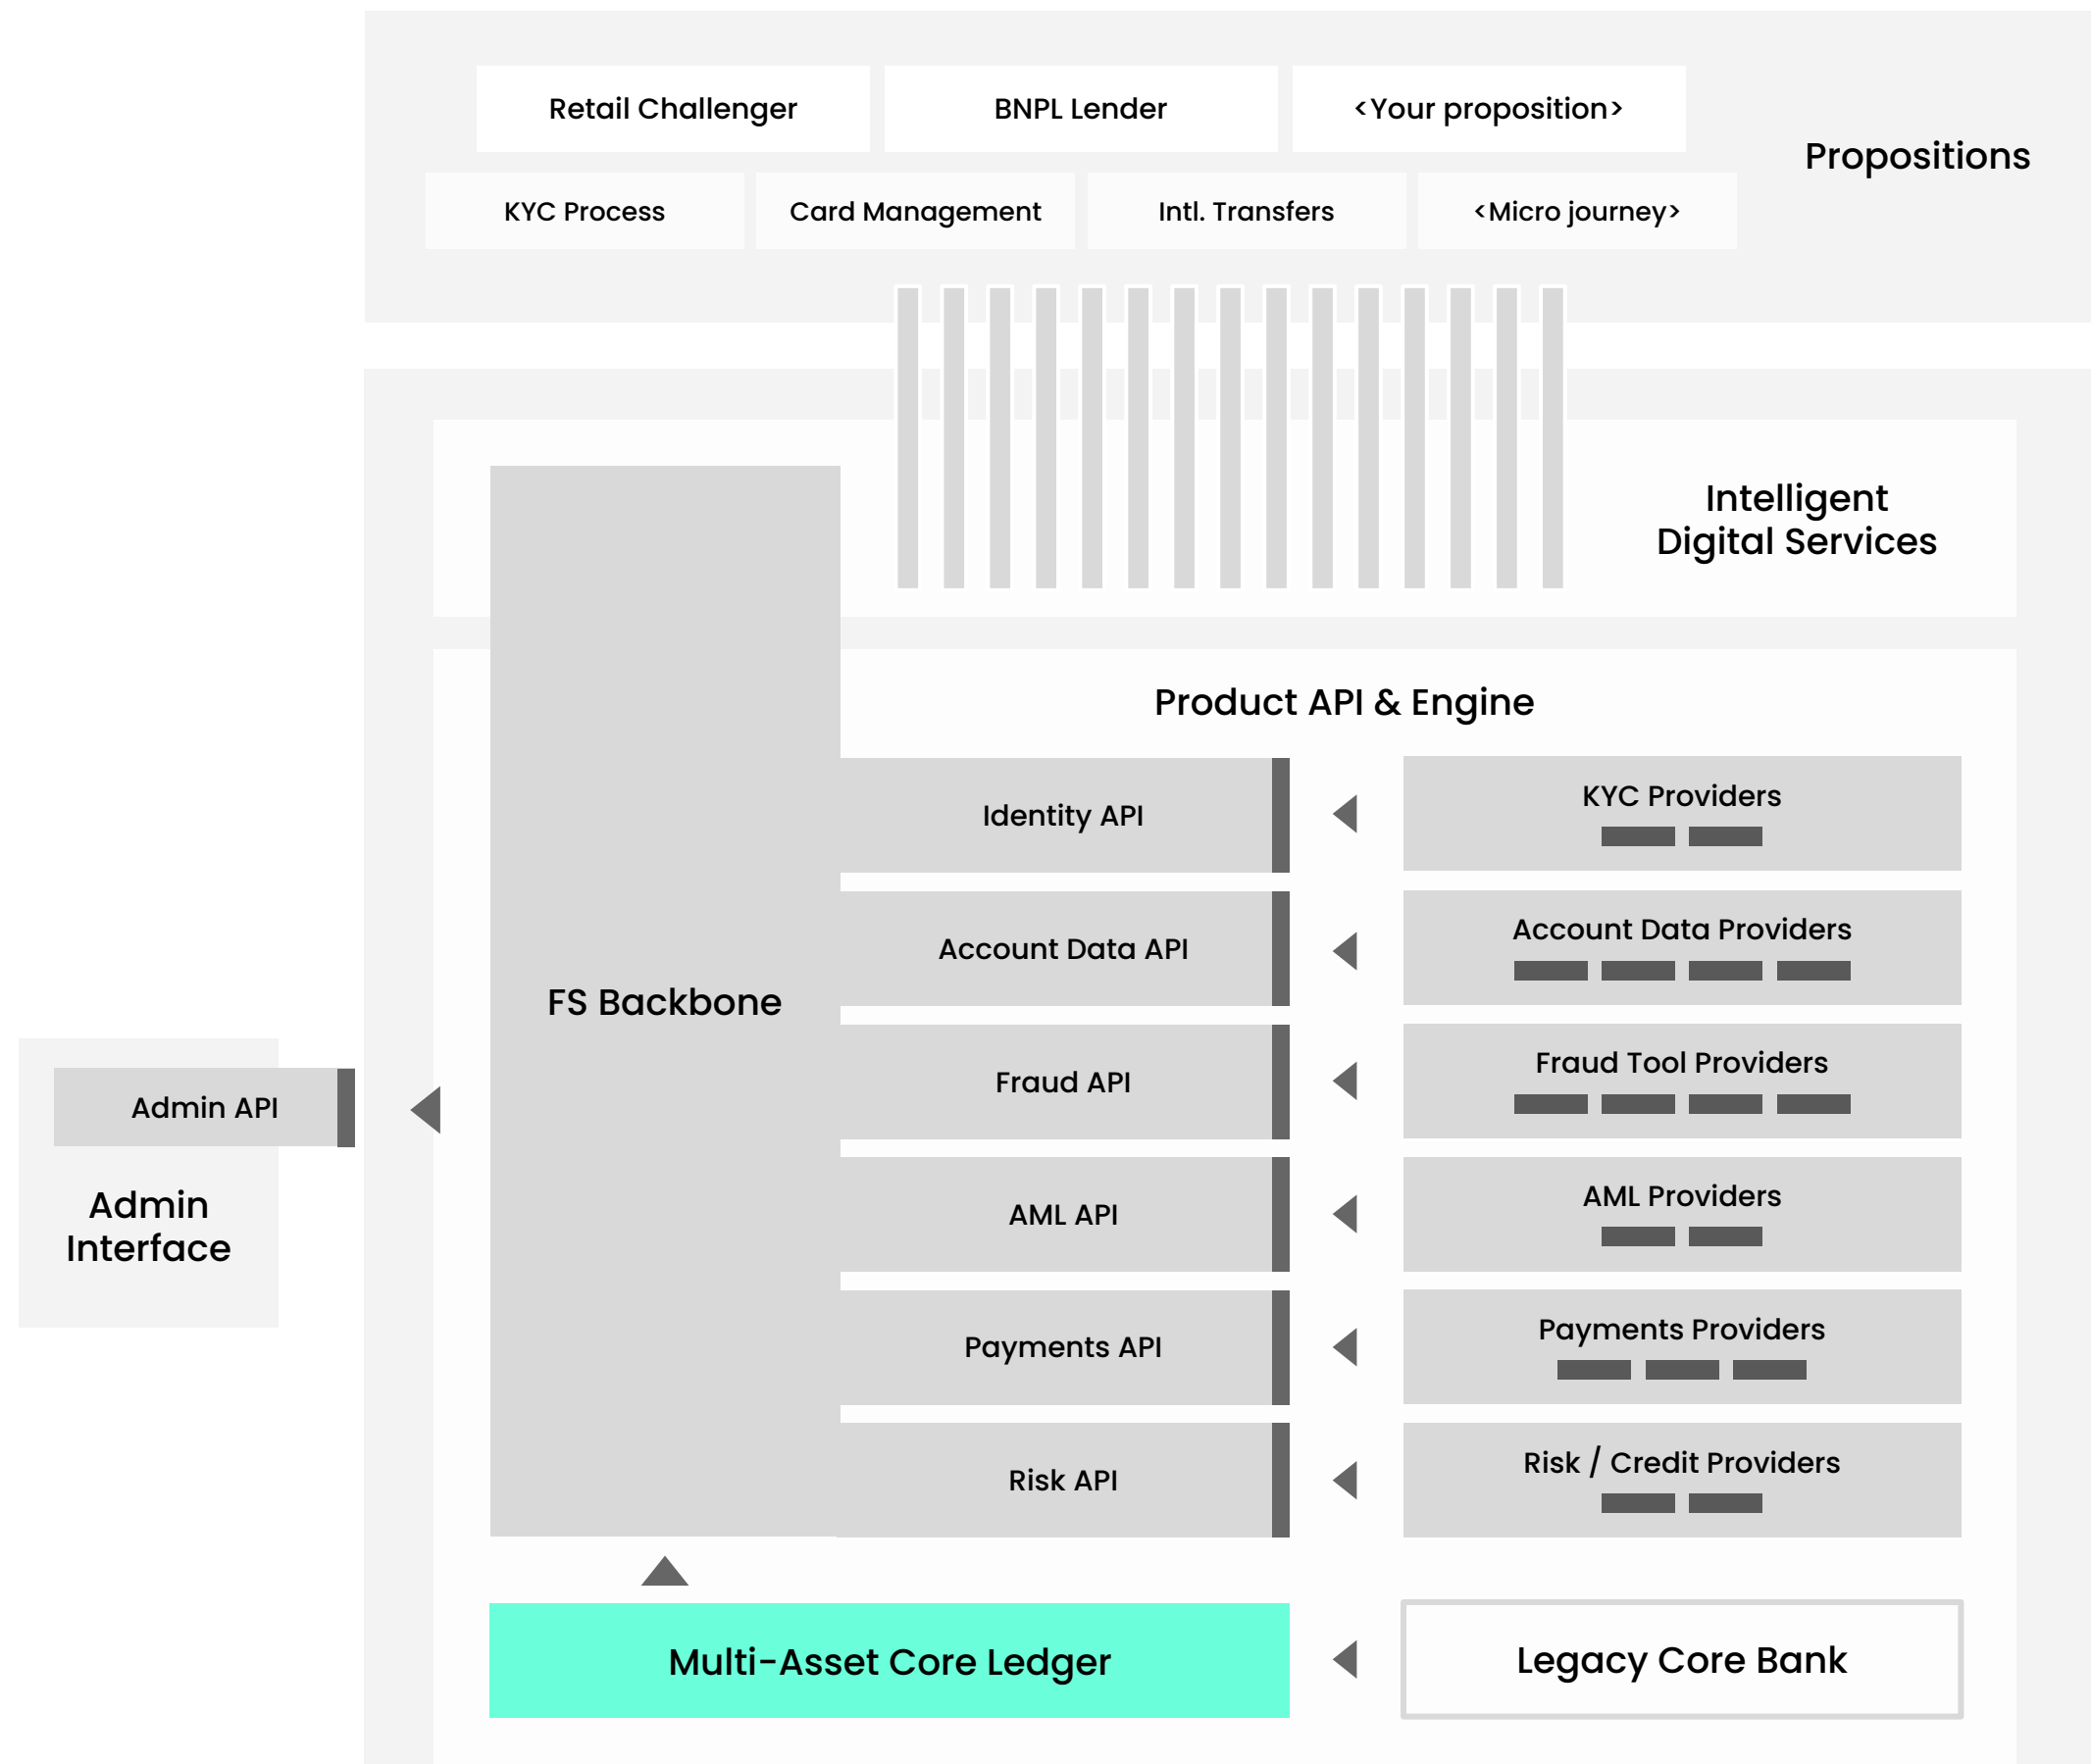 Retail Challenger
BNPL Lender
<Your proposition>
Propositions
KYC Process
Card Management
Intl. Transfers
<Micro journey>
Intelligent
Digital Services
Product API & Engine
FS Backbone
Identity API
KYC Providers
Account Data API
Account Data Providers
Fraud API
Fraud Tool Providers
AML API
AML Providers
Payments API
Payments Providers
Risk API
Risk / Credit Providers
Admin API
Admin
Interface
Multi-Asset Core Ledger
Legacy Core Bank